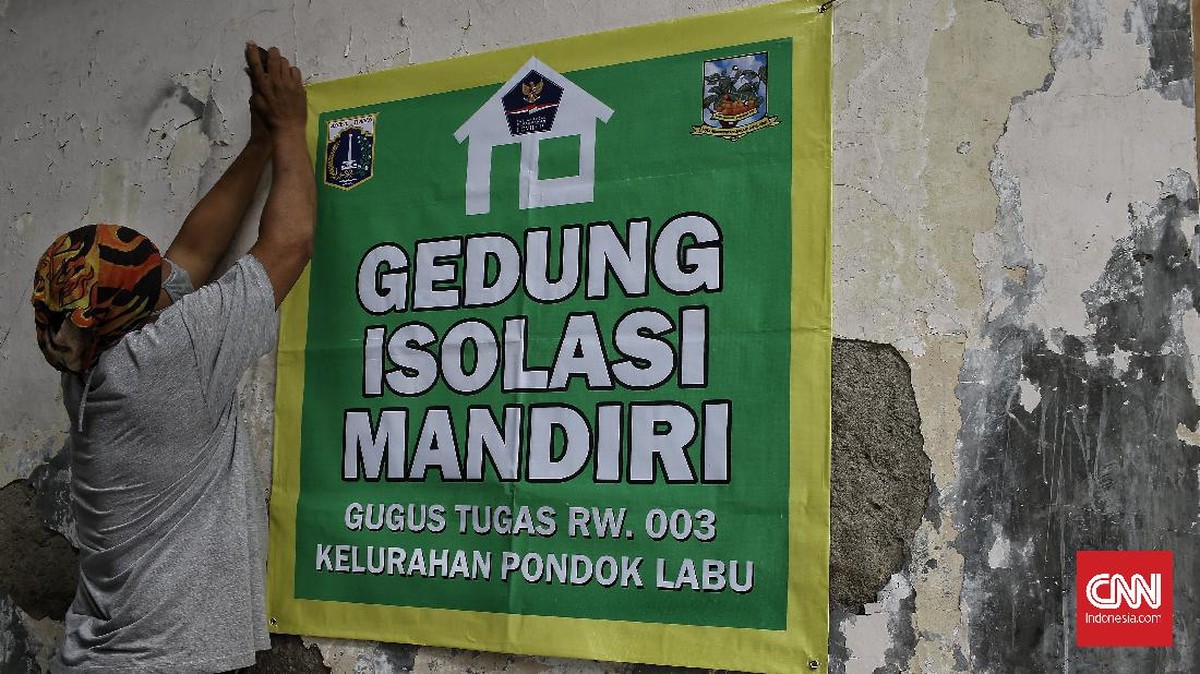 GEDUNG
ISOLASI
MANDIRI
GUGUS TUGAS RW. 003
KELURAHAN PONDOK LABU
CNN
Indonesia.com